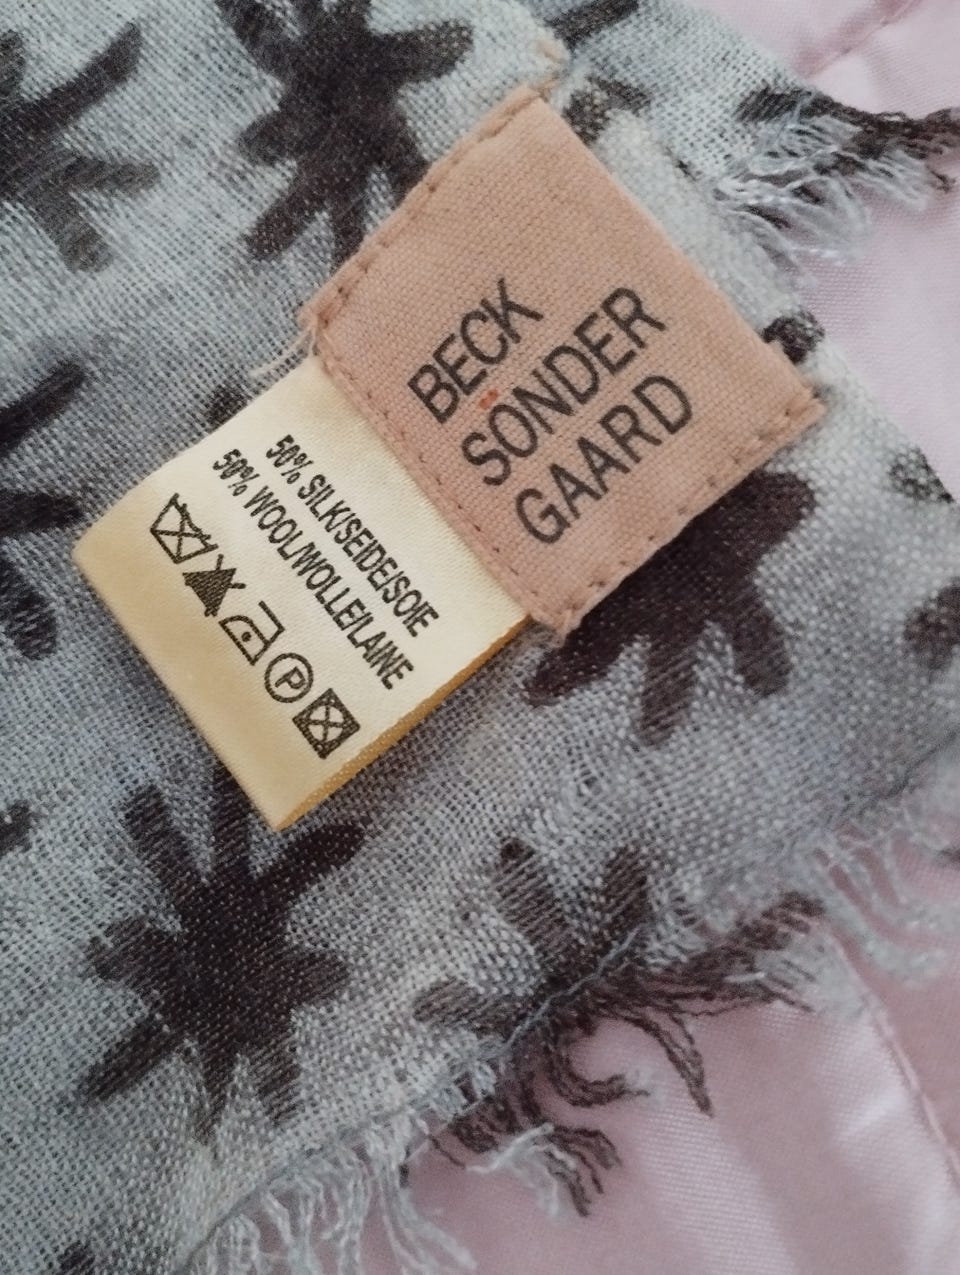 BECK
SÖNDER
GAARD
50% SILK/SEIDE/SOIE
50% WOOL/WOLLE/LAINE
P